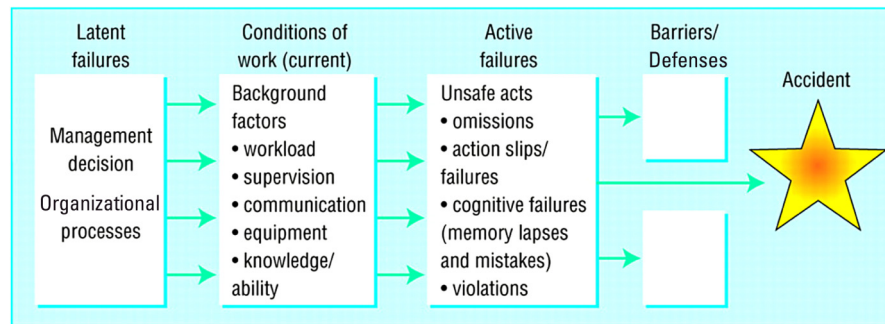 Latent
failures
Conditions of
work (current)
Active
failures
Barriers/
Defenses
Accident
Management
decision
Organizational
processes
Background
factors
• workload
• supervision
• communication
• equipment
• knowledge/
ability
Unsafe acts
• omissions
• action slips/
failures
• cognitive failures
(memory lapses
and mistakes)
• violations